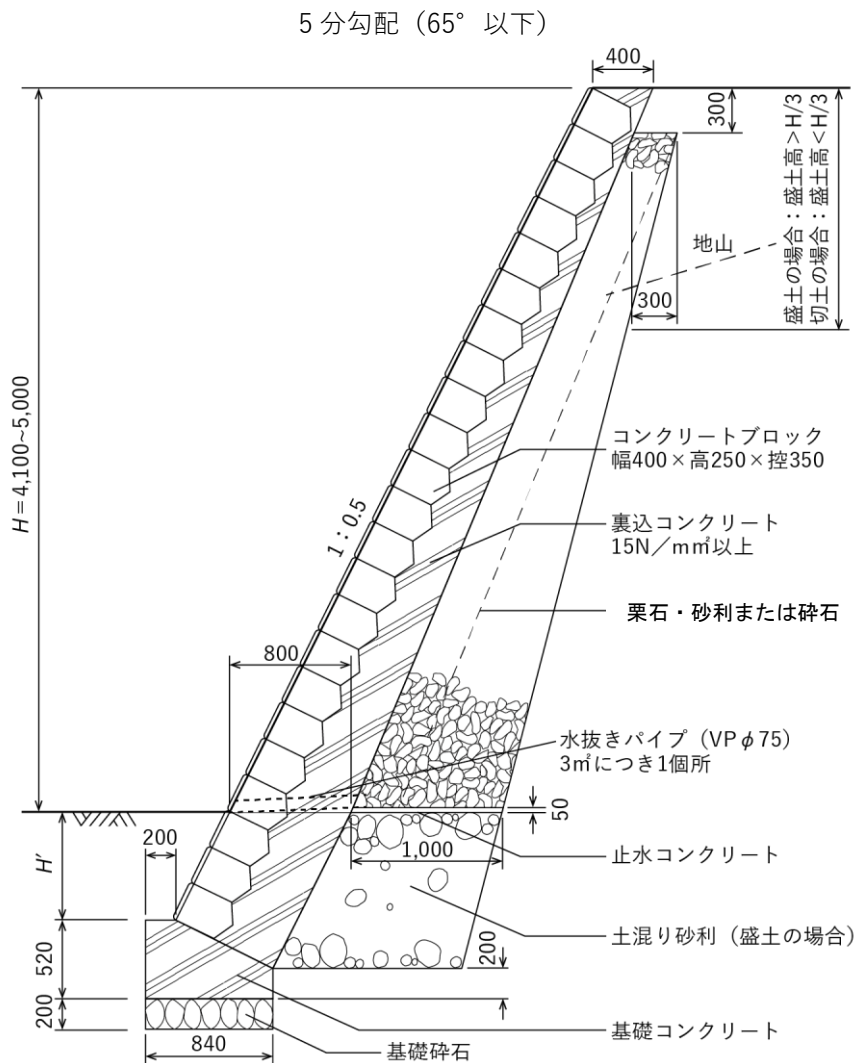 5分勾配（65°以下）
400
300
盛土の場合：盛土高>H/3
切土の場合：盛土高<H/3
地山
300
H＝4,100~5,000
コンクリートブロック
幅400×高250×控350
1：0.5
裏込コンクリート
15N／m㎡以上
栗石・砂利または砕石
800
水抜きパイプ（VPφ75）
3㎡につき1個所
50
200
1,000
止水コンクリート
H′
土混り砂利（盛土の場合）
520
200
200
基礎コンクリート
840
基礎砕石